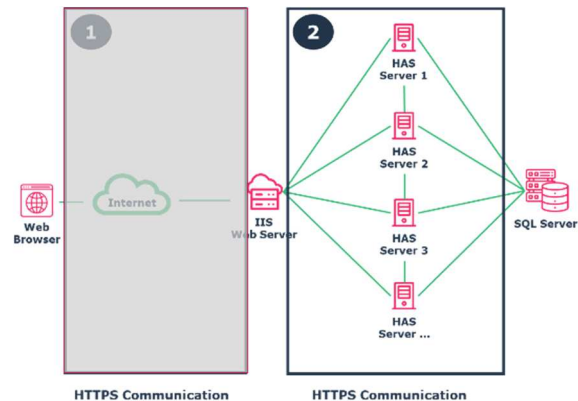 1
2
HAS
Server 1
HAS
Server 2
Internet
Web
Browser
IIS
Web Server
HAS
Server 3
SQL Server
HAS
Server ...
HTTPS Communication
HTTPS Communication